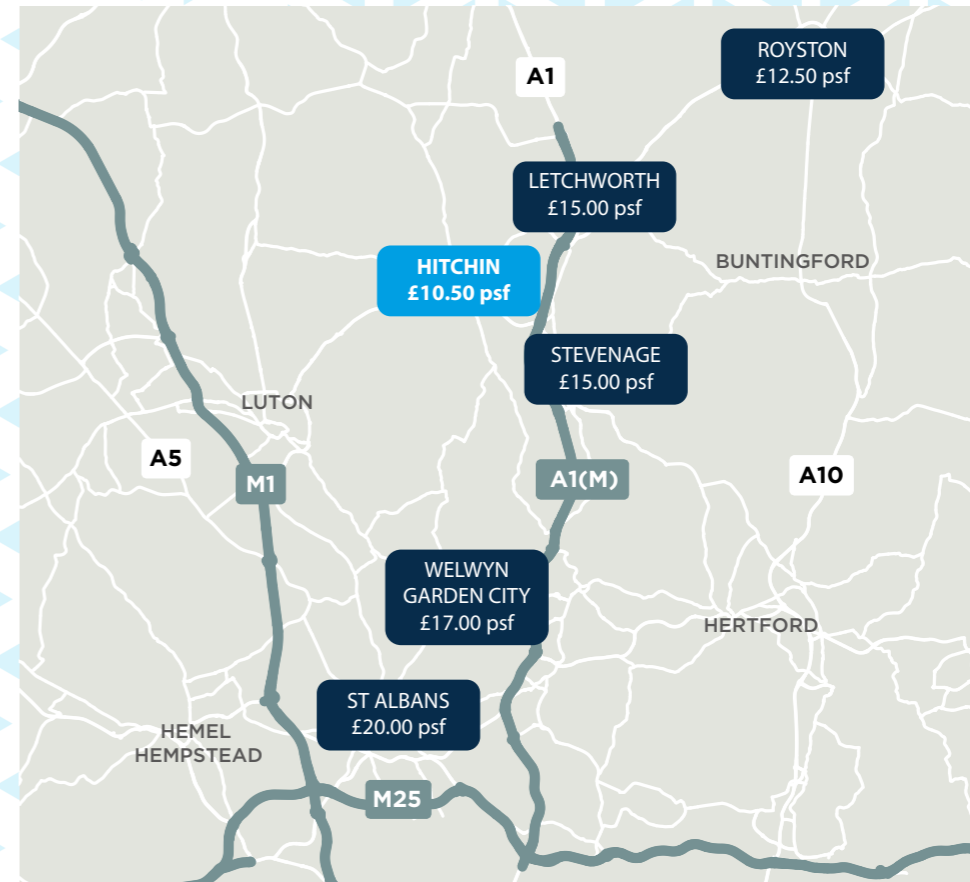 ROYSTON
£12.50 psf
A1
LETCHWORTH
£15.00 psf
HITCHIN
£10.50 psf
BUNTINGFORD
STEVENAGE
£15.00 psf
LUTON
A5
M1
A1(M)
A10
WELWYN
GARDEN CITY
£17.00 psf
HERTFORD
ST ALBANS
£20.00 psf
HEMEL
HEMPSTEAD
M25